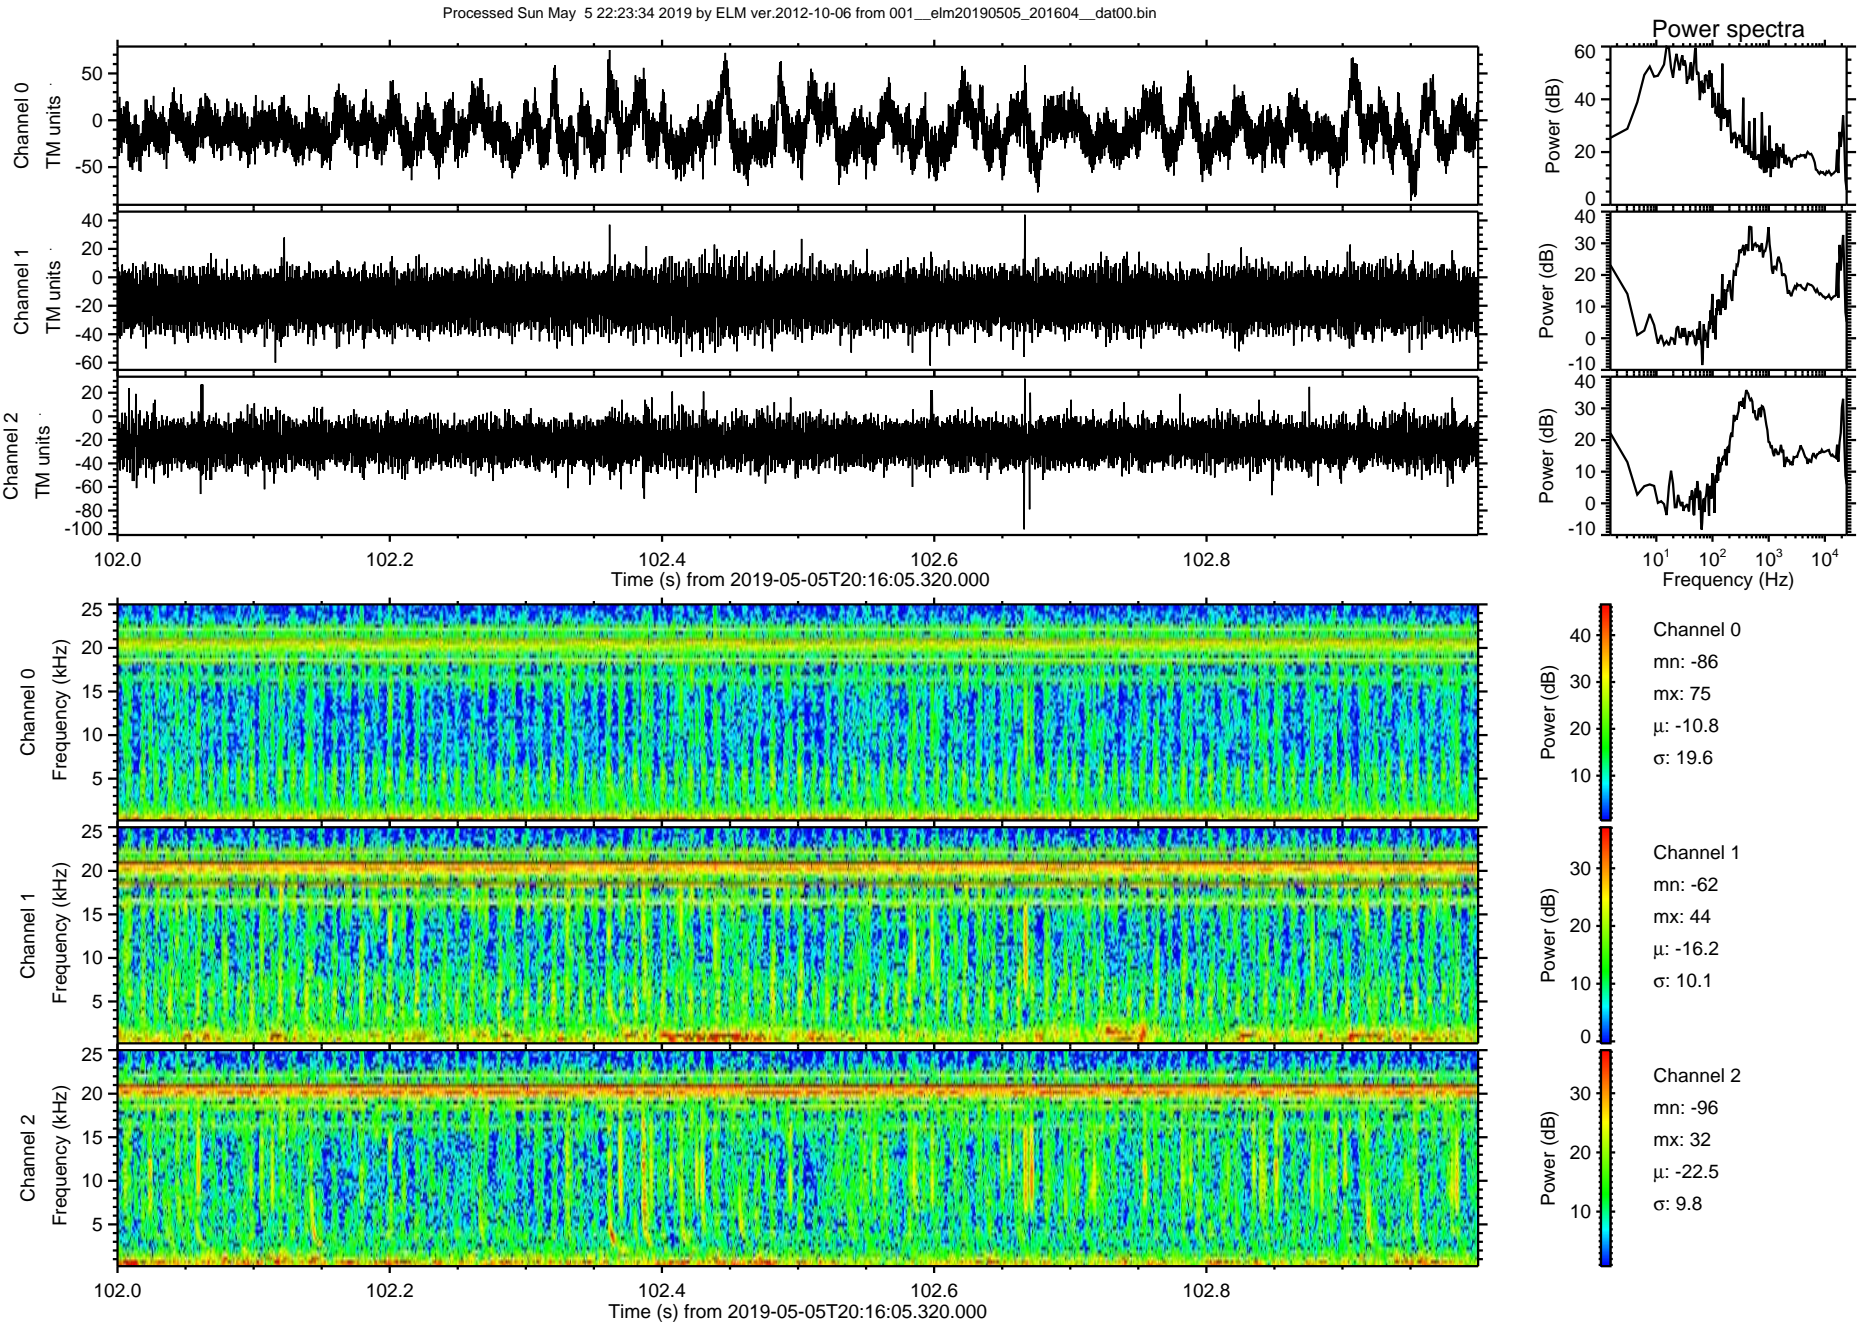 Processed Sun May  5 22:23:34 2019 by ELM ver.2012-10-06 from 001__elm20190505_201604__dat00.bin
Power spectra
Channel 0
TM units
50
0
-50
Power (dB)
60
40
20
0
Channel 1
TM units
40
20
0
-20
-40
-60
Power (dB)
40
30
20
10
0
-10
Channel 2
TM units
20
0
-20
-40
-60
-80
-100
Power (dB)
40
30
20
10
0
-10
102.0 102.2 102.4 102.6 102.8
Time (s) from 2019-05-05T20:16:05.320.000
10^1 10^2 10^3 10^4
Frequency (Hz)
Channel 0
Frequency (kHz)
25
20
15
10
5
Power (dB)
40
30
20
10
Channel 0
mn: -86
mx: 75
μ: -10.8
σ: 19.6
Channel 1
Frequency (kHz)
25
20
15
10
5
Power (dB)
30
20
10
0
Channel 1
mn: -62
mx: 44
μ: -16.2
σ: 10.1
Channel 2
Frequency (kHz)
25
20
15
10
5
Power (dB)
30
20
10
Channel 2
mn: -96
mx: 32
μ: -22.5
σ: 9.8
102.0 102.2 102.4 102.6 102.8
Time (s) from 2019-05-05T20:16:05.320.000